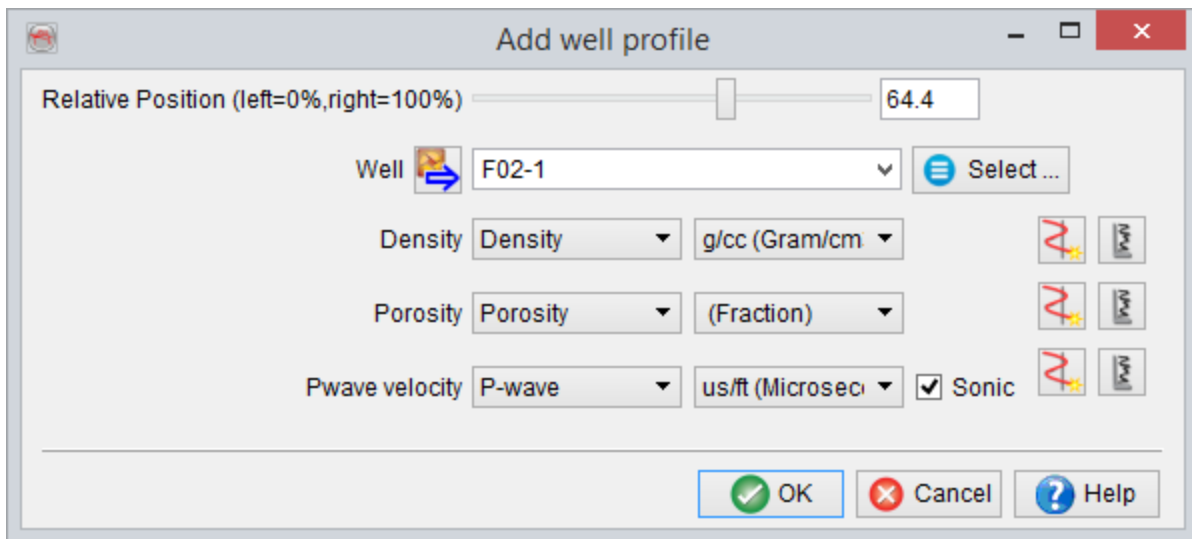 Add well profile
Relative Position (left=0%,right=100%) 64.4
Well F02-1 Select ...
Density Density g/cc (Gram/cm
Porosity Porosity (Fraction)
Pwave velocity P-wave us/ft (Microsec Sonic
OK Cancel Help